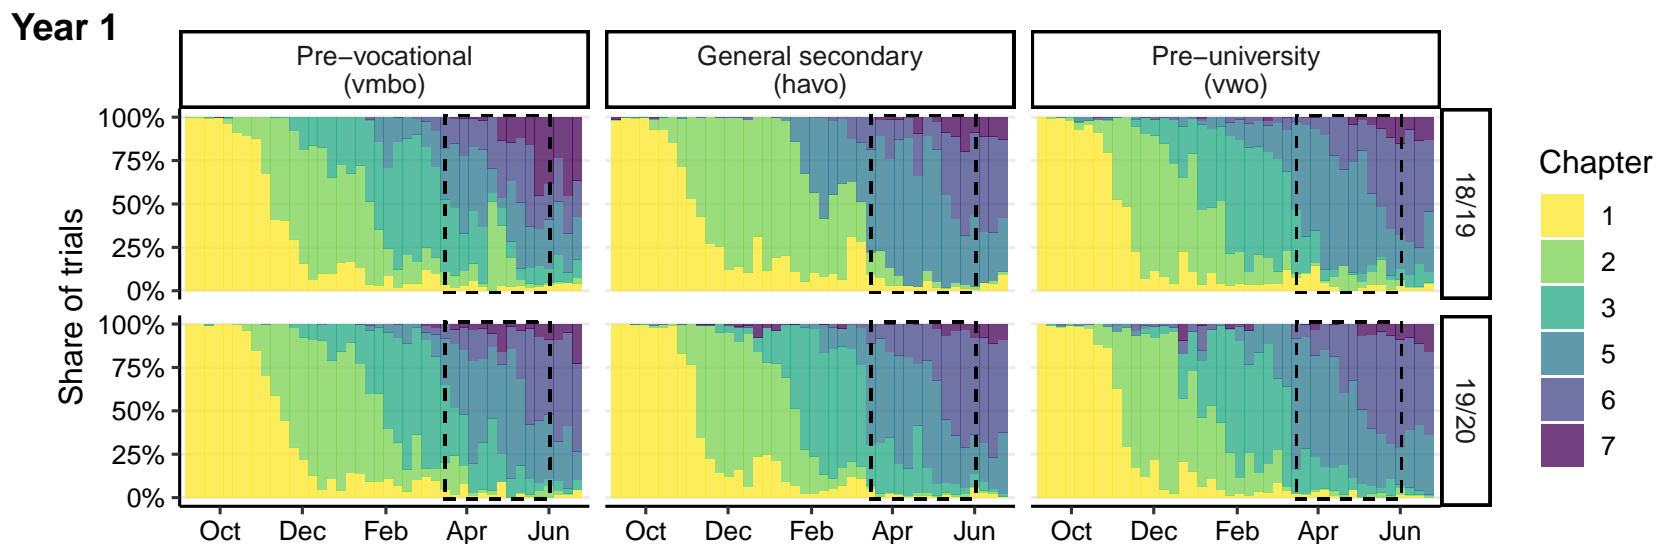 Year 1
Pre−vocational
(vmbo)
General secondary
(havo)
Pre−university
(vwo)
Share of trials
100%
75%
50%
25%
0%
18/19
100%
75%
50%
25%
0%
19/20
Oct Dec Feb Apr Jun
Oct Dec Feb Apr Jun
Oct Dec Feb Apr Jun
Chapter
1
2
3
5
6
7